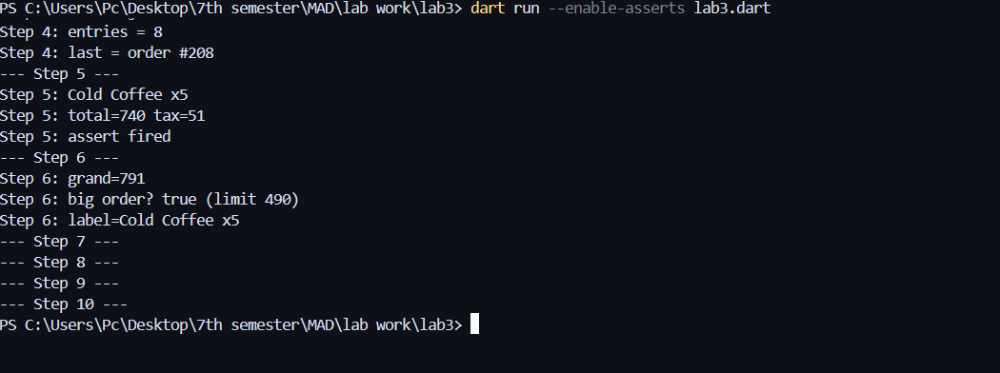 PS C:\Users\Pc\Desktop\7th semester\MAD\lab work\lab3> dart run --enable-asserts lab3.dart
Step 4: entries = 8
Step 4: last = order #208
--- Step 5 ---
Step 5: Cold Coffee x5
Step 5: total=740 tax=51
Step 5: assert fired
--- Step 6 ---
Step 6: grand=791
Step 6: big order? true (limit 490)
Step 6: label=Cold Coffee x5
--- Step 7 ---
--- Step 8 ---
--- Step 9 ---
--- Step 10 ---
PS C:\Users\Pc\Desktop\7th semester\MAD\lab work\lab3>